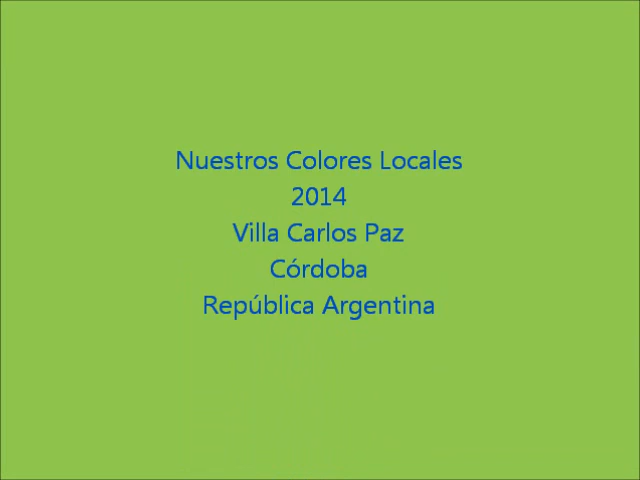 Nuestros Colores Locales
2014
Villa Carlos Paz
Córdoba
República Argentina